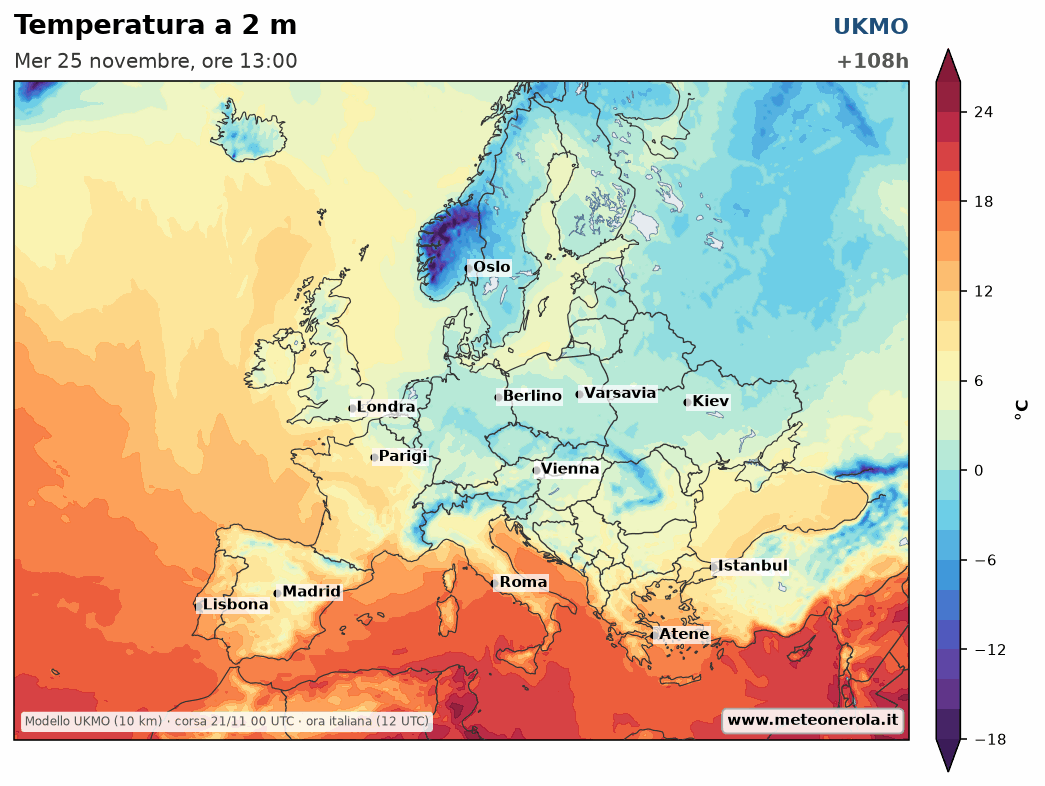 Temperatura a 2 m
UKMO
Mer 25 novembre, ore 13:00
+108h
24
18
12
6
0
−6
−12
−18
°C
Oslo
Londra
Berlino
Varsavia
Kiev
Parigi
Vienna
Istanbul
Roma
Madrid
Lisbona
Atene
Modello UKMO (10 km) · corsa 21/11 00 UTC · ora italiana (12 UTC)
www.meteonerola.it